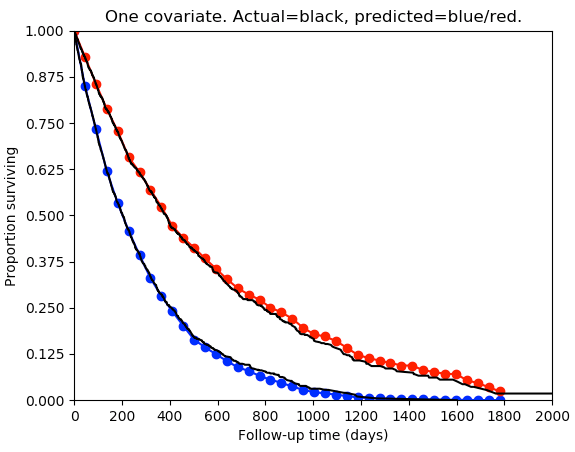 One covariate. Actual=black, predicted=blue/red.
1.000
0.875
0.750
0.625
0.500
0.375
0.250
0.125
0.000
Proportion surviving
0 200 400 600 800 1000 1200 1400 1600 1800 2000
Follow-up time (days)